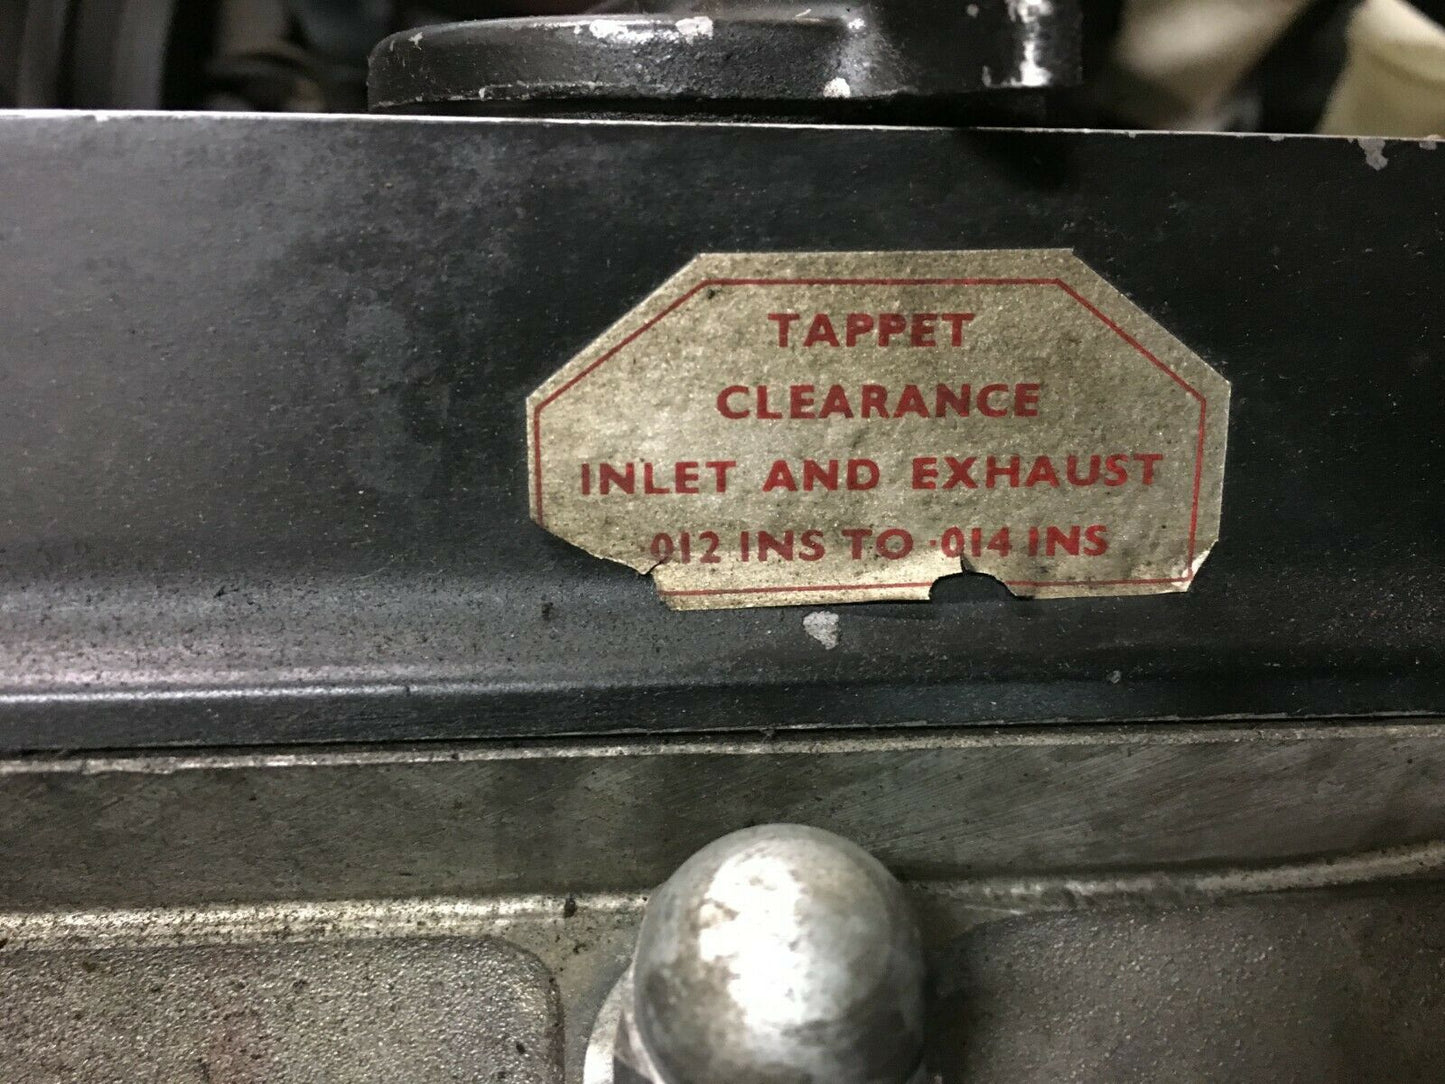 TAPPET
CLEARANCE
INLET AND EXHAUST
·012 INS TO ·014 INS